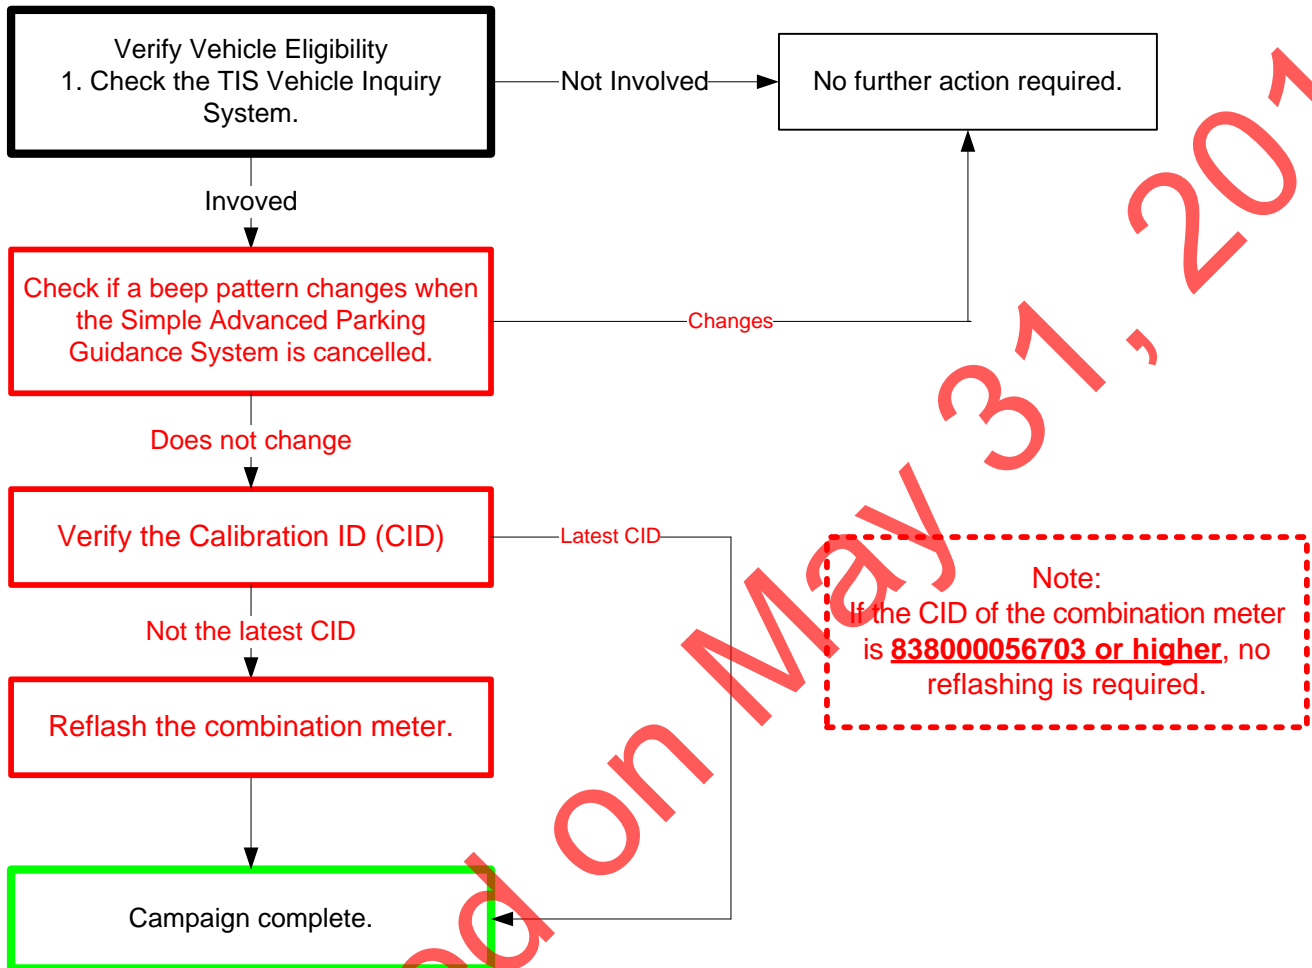 Verify Vehicle Eligibility
1. Check the TIS Vehicle Inquiry
System.
Not Involved
No further action required.
Invoved
Check if a beep pattern changes when
the Simple Advanced Parking
Guidance System is cancelled.
Changes
Does not change
Verify the Calibration ID (CID)
Latest CID
Note:
If the CID of the combination meter
is 838000056703 or higher, no
reflashing is required.
Not the latest CID
Reflash the combination meter.
Campaign complete.
on May 31, 201